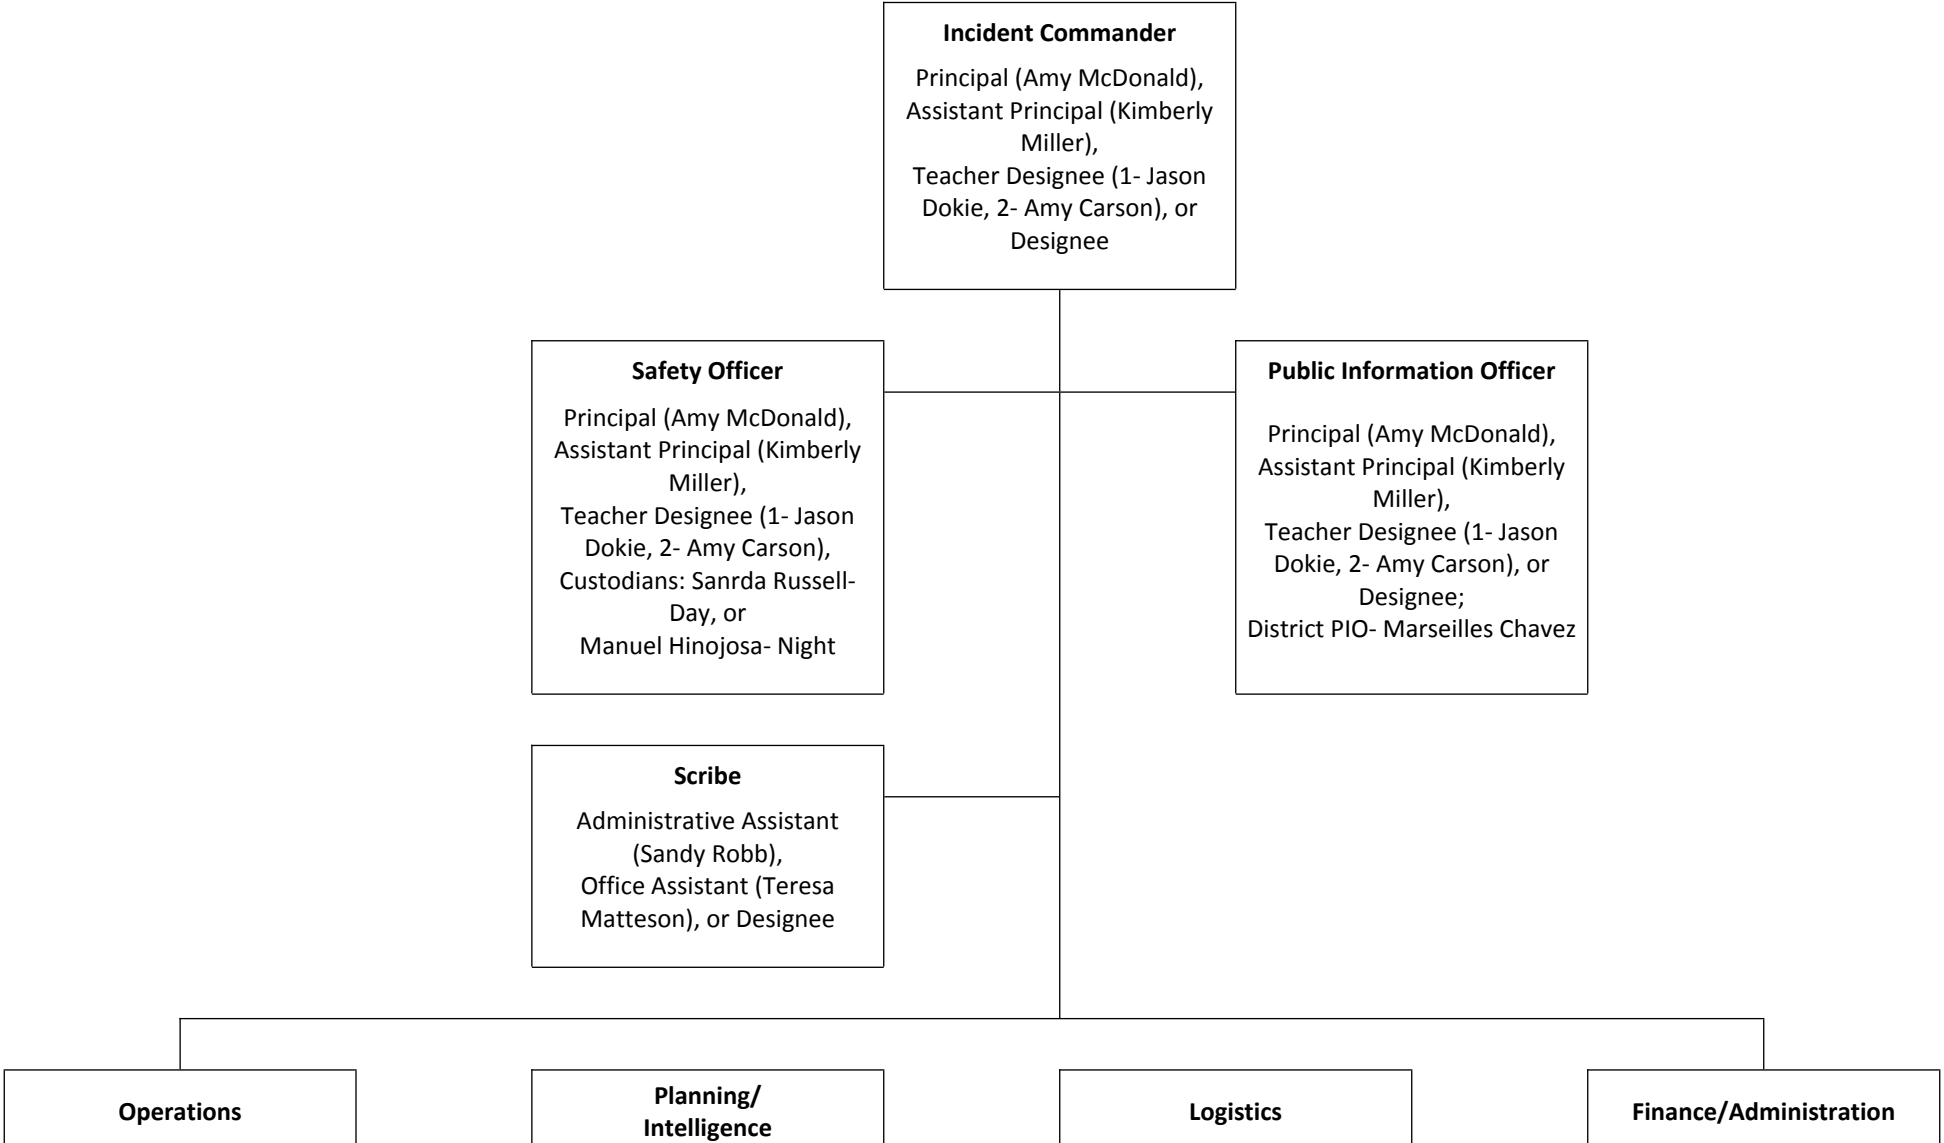 Incident Commander
Principal (Amy McDonald),
Assistant Principal (Kimberly
Miller),
Teacher Designee (1- Jason
Dokie, 2- Amy Carson), or
Designee
Safety Officer
Principal (Amy McDonald),
Assistant Principal (Kimberly
Miller),
Teacher Designee (1- Jason
Dokie, 2- Amy Carson),
Custodians: Sanrda Russell-
Day, or
Manuel Hinojosa- Night
Public Information Officer
Principal (Amy McDonald),
Assistant Principal (Kimberly
Miller),
Teacher Designee (1- Jason
Dokie, 2- Amy Carson), or
Designee;
District PIO- Marseilles Chavez
Scribe
Administrative Assistant
(Sandy Robb),
Office Assistant (Teresa
Matteson), or Designee
Operations
Planning/
Intelligence
Logistics
Finance/Administration